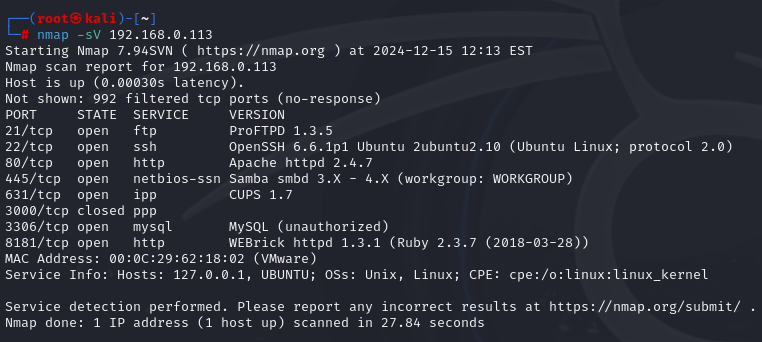 ┌──(root㉿kali)-[~]
└─# nmap -sV 192.168.0.113
Starting Nmap 7.94SVN ( https://nmap.org ) at 2024-12-15 12:13 EST
Nmap scan report for 192.168.0.113
Host is up (0.00030s latency).
Not shown: 992 filtered tcp ports (no-response)
PORT     STATE  SERVICE     VERSION
21/tcp   open   ftp         ProFTPD 1.3.5
22/tcp   open   ssh         OpenSSH 6.6.1p1 Ubuntu 2ubuntu2.10 (Ubuntu Linux; protocol 2.0)
80/tcp   open   http        Apache httpd 2.4.7
445/tcp  open   netbios-ssn Samba smbd 3.X - 4.X (workgroup: WORKGROUP)
631/tcp  open   ipp         CUPS 1.7
3000/tcp closed ppp
3306/tcp open   mysql       MySQL (unauthorized)
8181/tcp open   http        WEBrick httpd 1.3.1 (Ruby 2.3.7 (2018-03-28))
MAC Address: 00:0C:29:62:18:02 (VMware)
Service Info: Hosts: 127.0.0.1, UBUNTU; OSs: Unix, Linux; CPE: cpe:/o:linux:linux_kernel

Service detection performed. Please report any incorrect results at https://nmap.org/submit/ .
Nmap done: 1 IP address (1 host up) scanned in 27.84 seconds